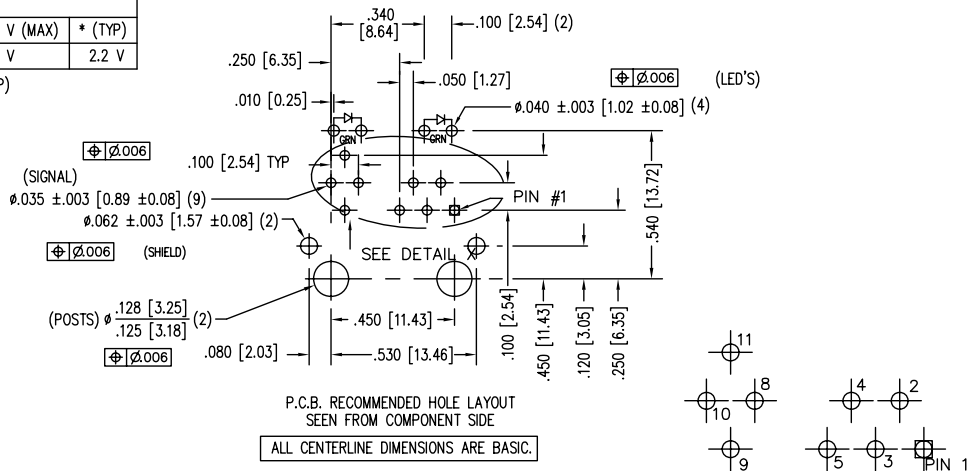 V (MAX) * (TYP)
V 2.2 V
P)
.340
[8.64]
.100 [2.54] (2)
.250 [6.35]
.050 [1.27]
⌖ Ø.006 (LED'S)
.010 [0.25]
Ø.040 ±.003 [1.02 ±0.08] (4)
GRN GRN
⌖ Ø.006
.100 [2.54] TYP
(SIGNAL)
Ø.035 ±.003 [0.89 ±0.08] (9)
PIN #1
Ø.062 ±.003 [1.57 ±0.08] (2)
.540 [13.72]
⌖ Ø.006 (SHIELD)
SEE DETAIL X
(POSTS) Ø .128 [3.25] (2)
.125 [3.18]
.450 [11.43]
.100 [2.54]
.450 [11.43]
.120 [3.05]
.250 [6.35]
⌖ Ø.006
.080 [2.03]
.530 [13.46]
11
P.C.B. RECOMMENDED HOLE LAYOUT
SEEN FROM COMPONENT SIDE
ALL CENTERLINE DIMENSIONS ARE BASIC.
8 4 2
10
9 5 3 PIN 1